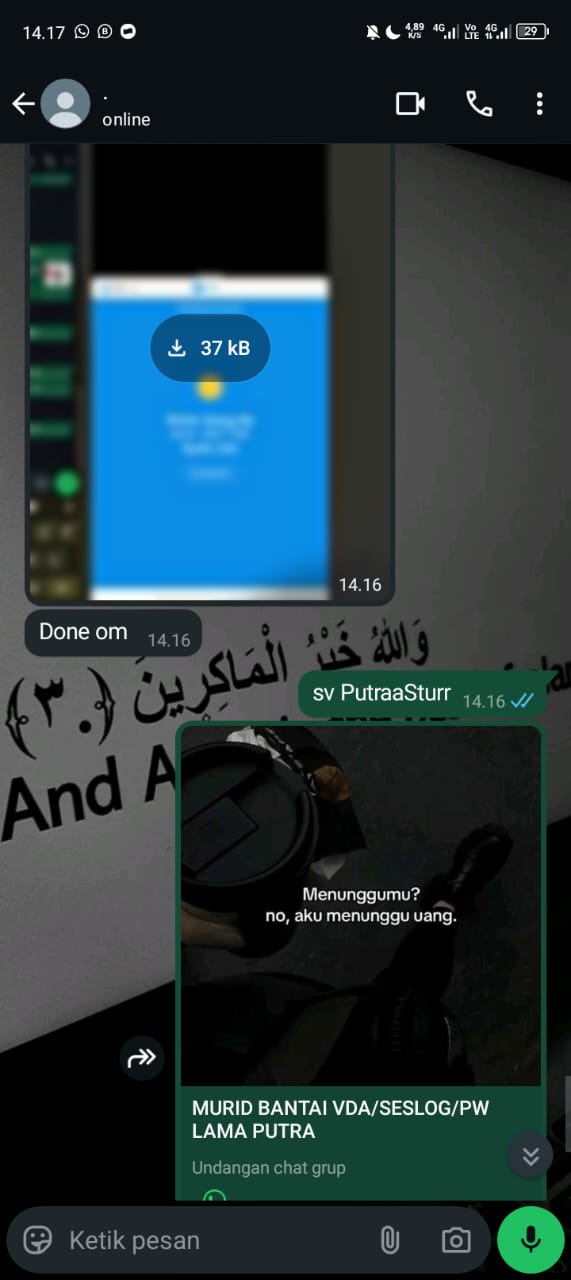 14.17
4,89
K/S
4G
Vo
LTE
4G
29
.
online
37 kB
14.16
Done om
14.16
وَاللَّهُ خَيْرُ الْمَاكِرِينَ ﴿٣٠﴾
And A
sv PutraaSturr
14.16
Menunggumu?
no, aku menunggu uang.
MURID BANTAI VDA/SESLOG/PW
LAMA PUTRA
Undangan chat grup
Ketik pesan